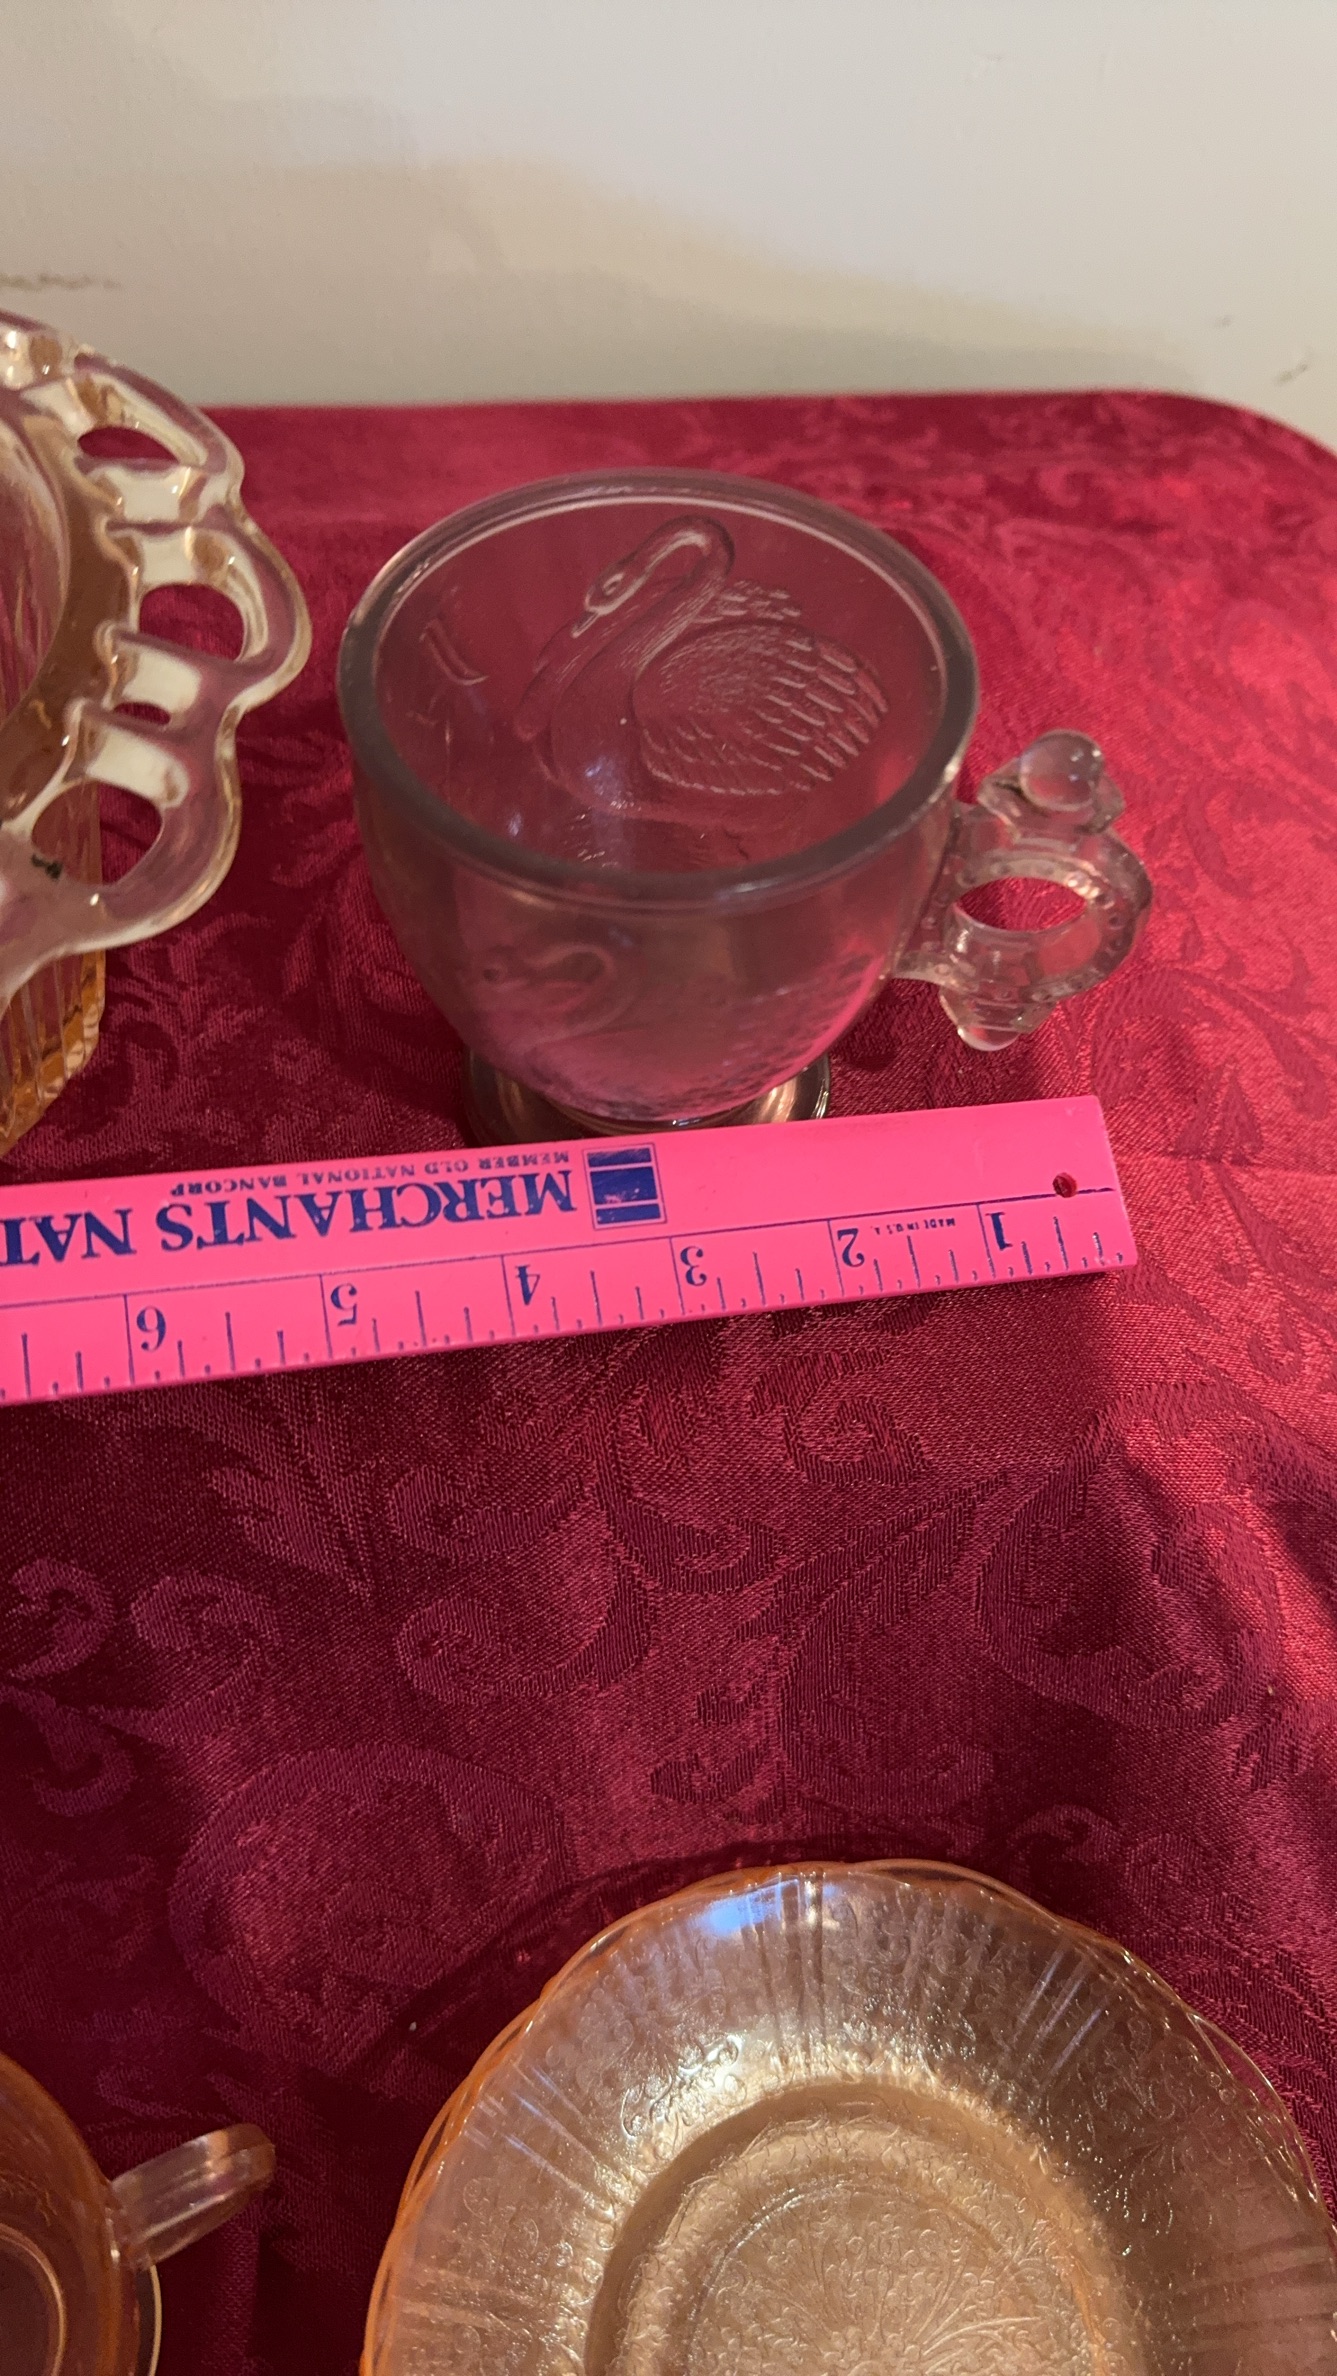 MERCHANTS NAT
MEMBER OLD NATIONAL BANCORP
MADE IN U.S.A.
1 2 3 4 5 6